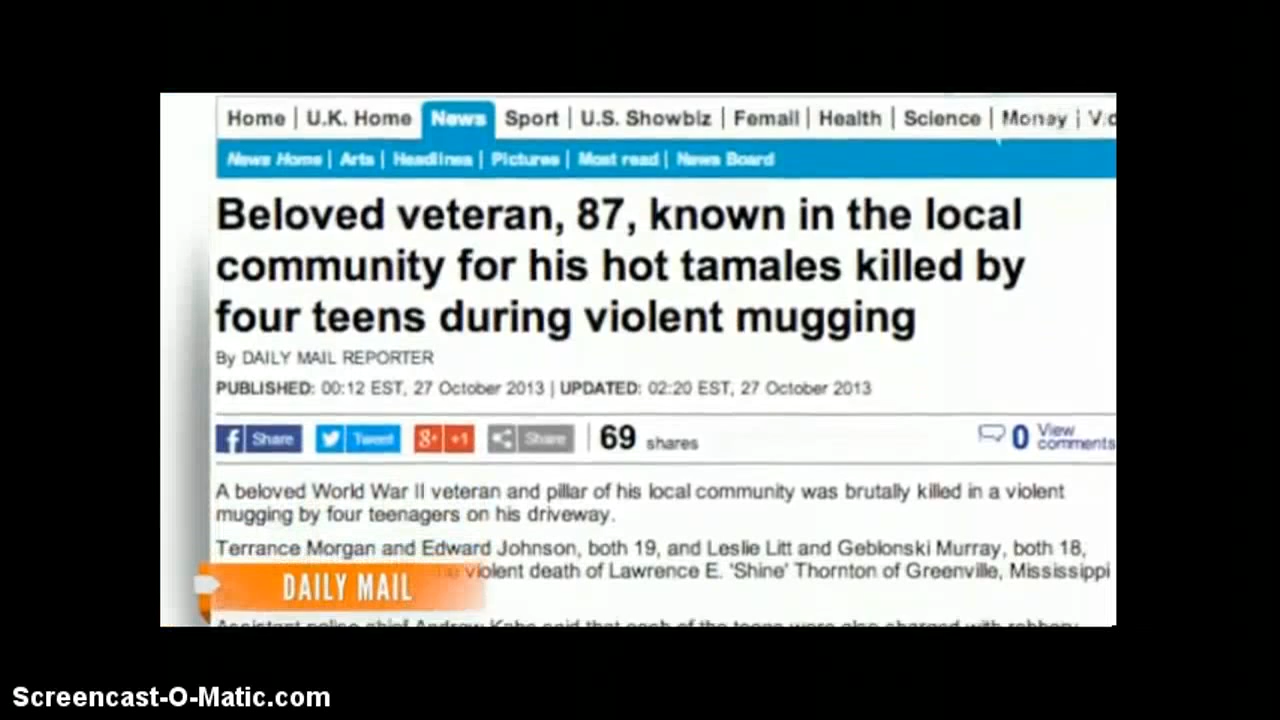 Home | U.K. Home News Sport | U.S. Showbiz | Femail | Health | Science | Money |
News Home | Arts | Headlines | Pictures | Most read | News Board
Beloved veteran, 87, known in the local
community for his hot tamales killed by
four teens during violent mugging
By DAILY MAIL REPORTER
PUBLISHED: 00:12 EST, 27 October 2013 | UPDATED: 02:20 EST, 27 October 2013
Share Tweet +1 Share 69 shares 0 View comments
A beloved World War II veteran and pillar of his local community was brutally killed in a violent
mugging by four teenagers on his driveway.
Terrance Morgan and Edward Johnson, both 19, and Leslie Litt and Geblonski Murray, both 18,
violent death of Lawrence E. 'Shine' Thornton of Greenville, Mississippi
DAILY MAIL
Screencast-O-Matic.com